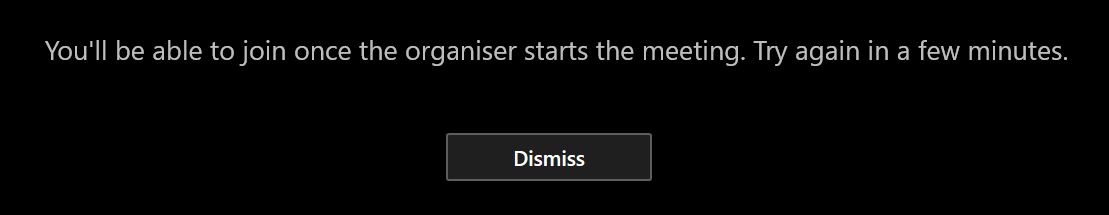 You'll be able to join once the organiser starts the meeting. Try again in a few minutes.
Dismiss